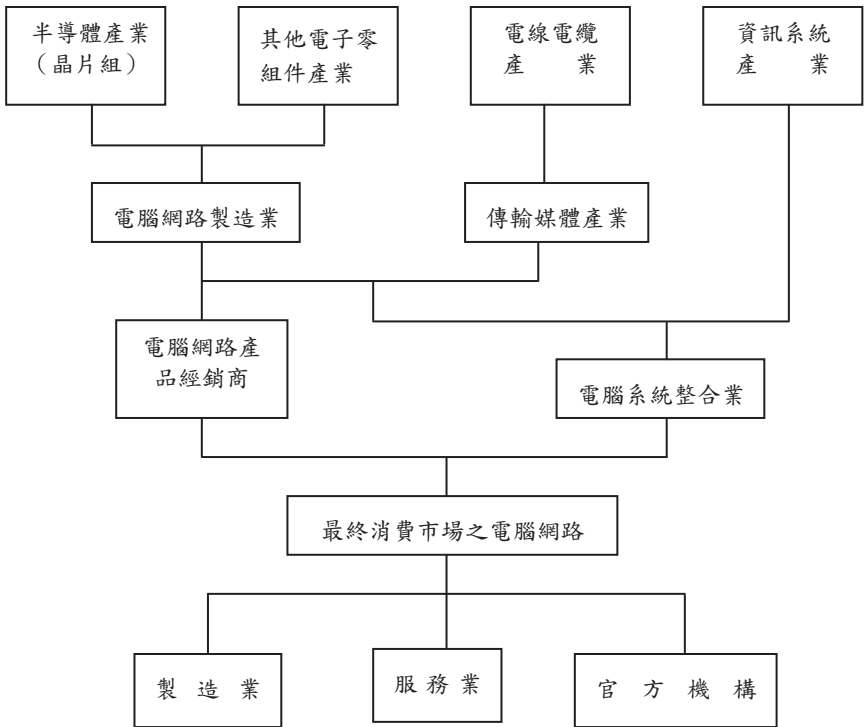 半導體產業
（晶片組）
其他電子零
組件產業
電線電纜
產業
資訊系統
產業
電腦網路製造業
傳輸媒體產業
電腦網路產
品經銷商
電腦系統整合業
最終消費市場之電腦網路
製造業
服務業
官方機構